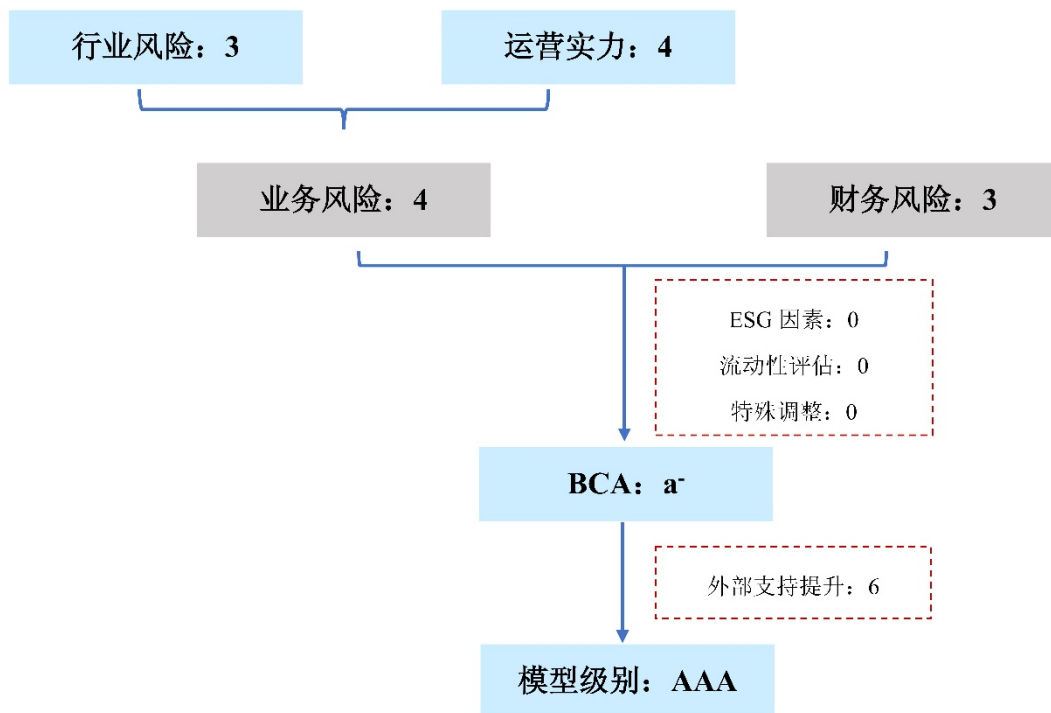 行业风险：3
运营实力：4
业务风险：4
财务风险：3
ESG 因素：0
流动性评估：0
特殊调整：0
BCA：a-
外部支持提升：6
模型级别：AAA